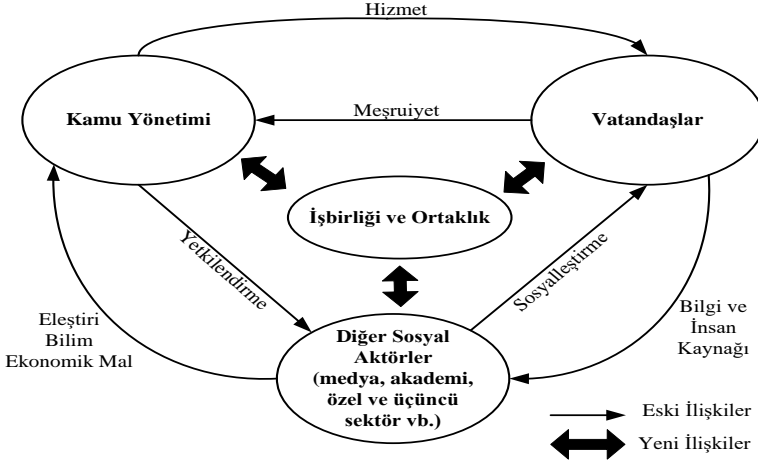 Hizmet
Kamu Yönetimi
Meşruiyet
Vatandaşlar
İşbirliği ve Ortaklık
Yetkilendirme
Sosyalleştirme
Eleştiri
Bilim
Ekonomik Mal
Diğer Sosyal
Aktörler
(medya, akademi,
özel ve üçüncü
sektör vb.)
Bilgi ve
İnsan
Kaynağı
Eski İlişkiler
Yeni İlişkiler